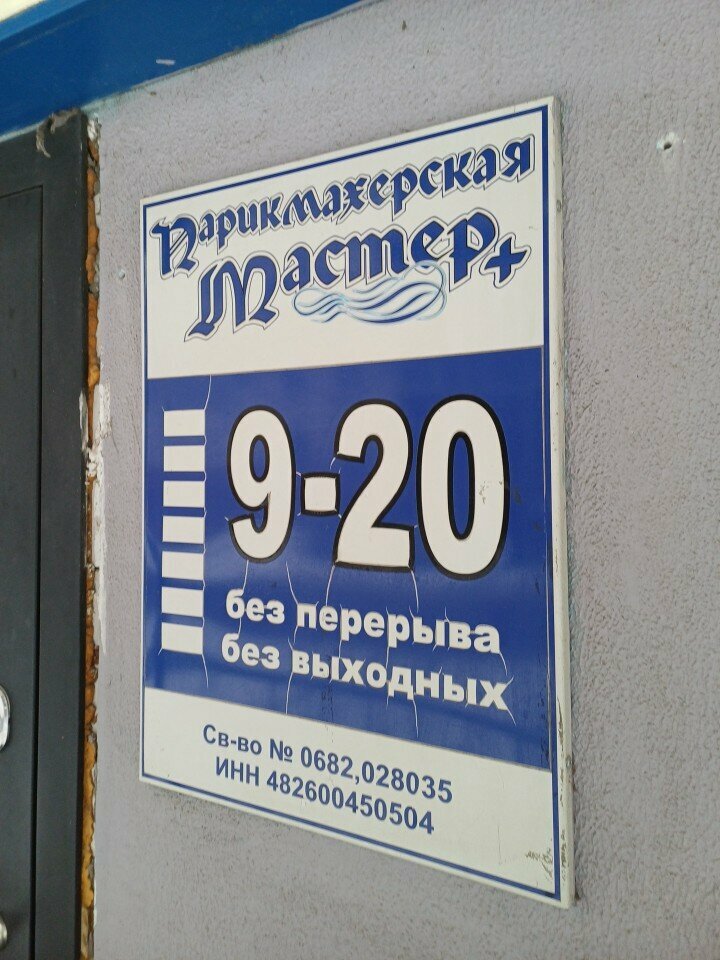 Парикмахерская
Мастер+
9-20
без перерыва
без выходных
Св-во № 0682,028035
ИНН 482600450504